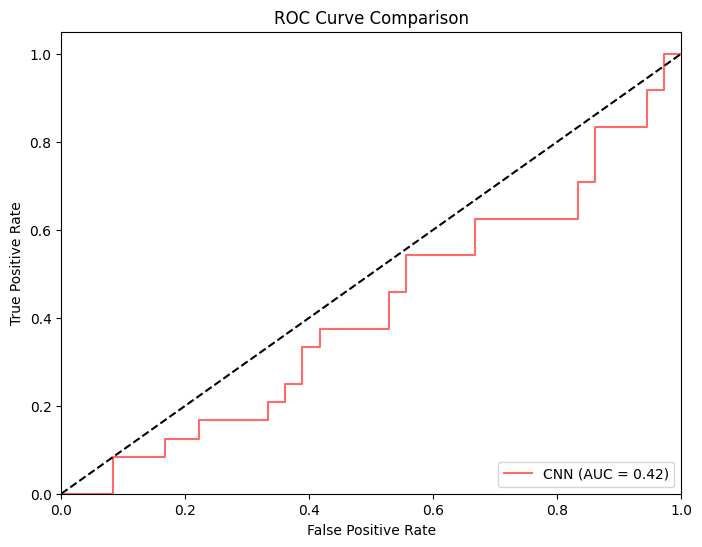 ROC Curve Comparison
True Positive Rate
1.0
0.8
0.6
0.4
0.2
0.0
CNN (AUC = 0.42)
0.0 0.2 0.4 0.6 0.8 1.0
False Positive Rate